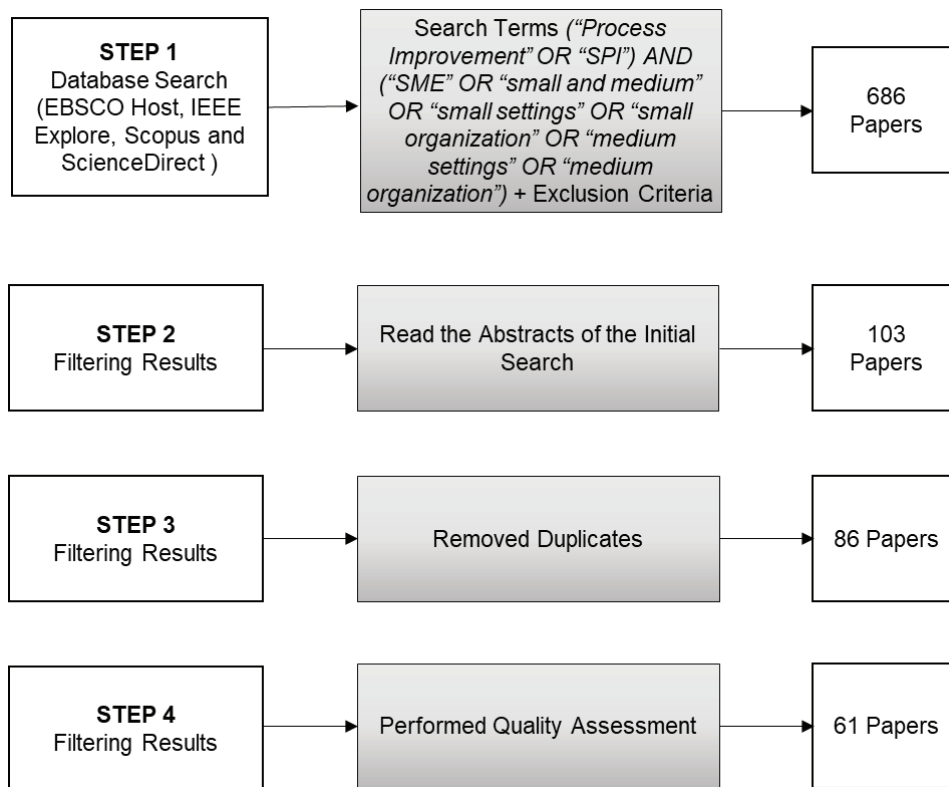 STEP 1
Database Search
(EBSCO Host, IEEE
Explore, Scopus and
ScienceDirect )
Search Terms (“Process
Improvement” OR “SPI”) AND
(“SME” OR “small and medium”
OR “small settings” OR “small
organization” OR “medium
settings” OR “medium
organization”) + Exclusion Criteria
686
Papers
STEP 2
Filtering Results
Read the Abstracts of the Initial
Search
103
Papers
STEP 3
Filtering Results
Removed Duplicates
86 Papers
STEP 4
Filtering Results
Performed Quality Assessment
61 Papers